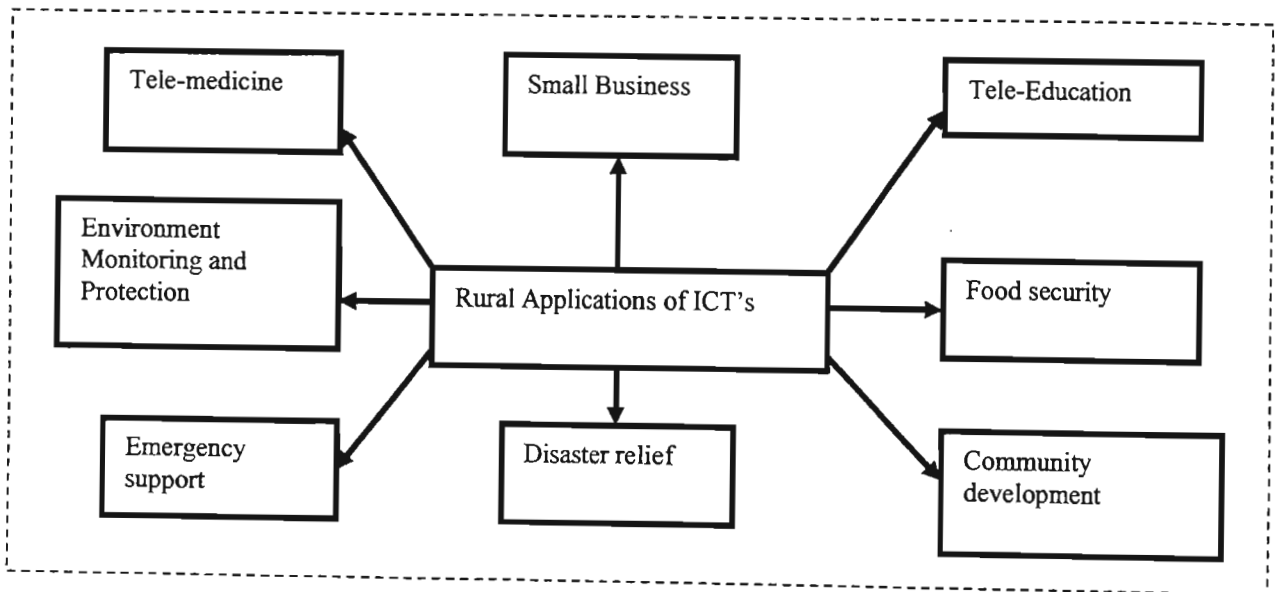 Tele-medicine
Small Business
Tele-Education
Environment
Monitoring and
Protection
Rural Applications of ICT's
Food security
Emergency
support
Disaster relief
Community
development